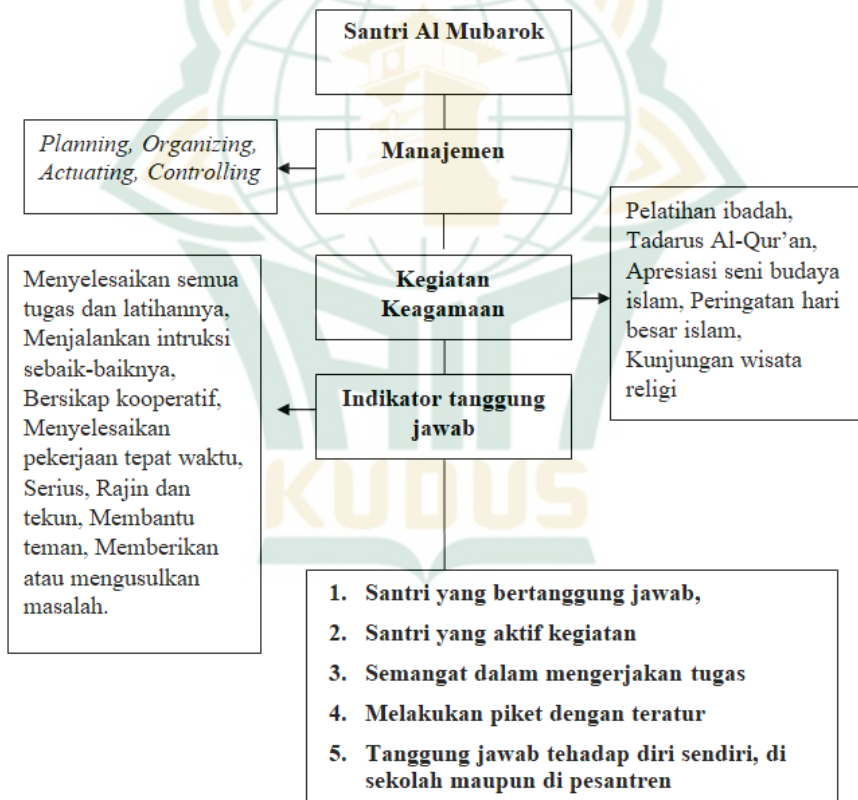 Santri Al Mubarok
Planning, Organizing,
Actuating, Controlling
Manajemen
Pelatihan ibadah,
Tadarus Al-Qur’an,
Apresiasi seni budaya
islam, Peringatan hari
besar islam,
Kunjungan wisata
religi
Kegiatan
Keagamaan
Menyelesaikan semua
tugas dan latihannya,
Menjalankan intruksi
sebaik-baiknya,
Bersikap kooperatif,
Menyelesaikan
pekerjaan tepat waktu,
Serius, Rajin dan
tekun, Membantu
teman, Memberikan
atau mengusulkan
masalah.
Indikator tanggung
jawab
KUDUS
1. Santri yang bertanggung jawab,
2. Santri yang aktif kegiatan
3. Semangat dalam mengerjakan tugas
4. Melakukan piket dengan teratur
5. Tanggung jawab tehadap diri sendiri, di
sekolah maupun di pesantren